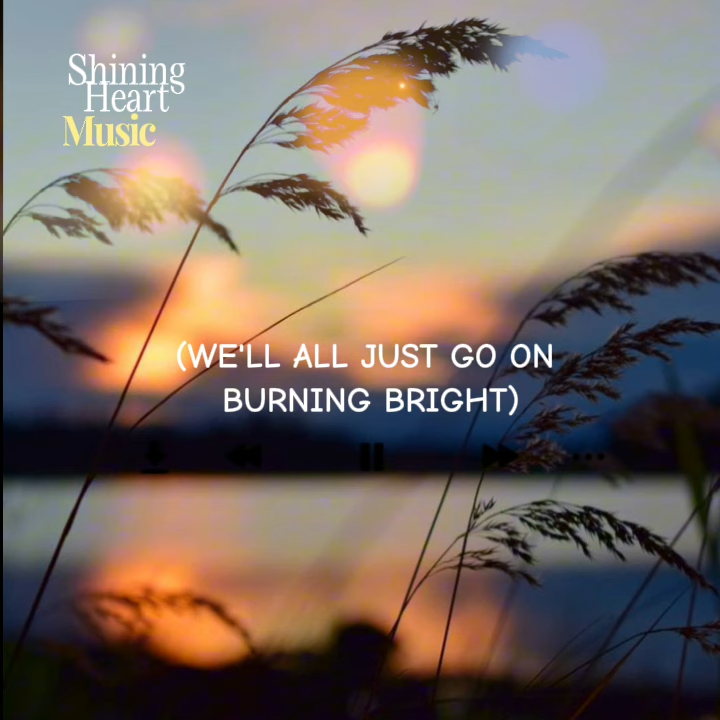 Shining
Heart
Music
(WE'LL ALL JUST GO ON
BURNING BRIGHT)